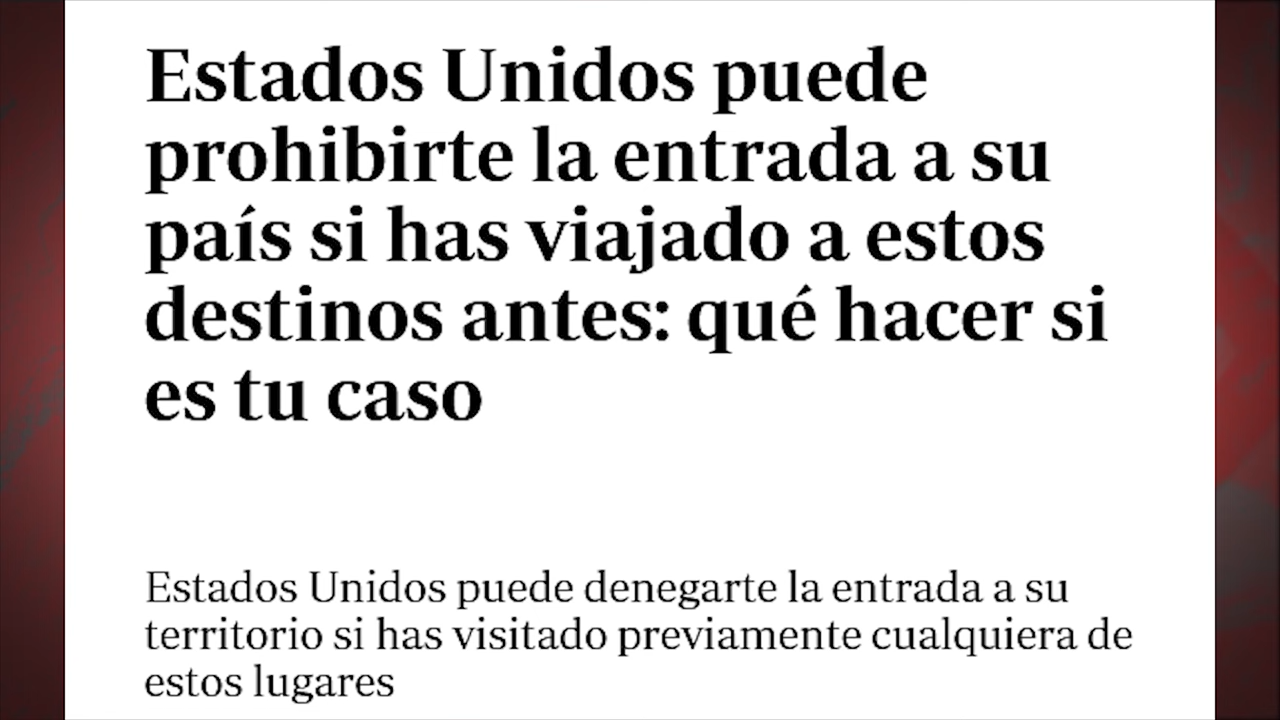 Estados Unidos puede
prohibirte la entrada a su
país si has viajado a estos
destinos antes: qué hacer si
es tu caso
Estados Unidos puede denegarte la entrada a su
territorio si has visitado previamente cualquiera de
estos lugares